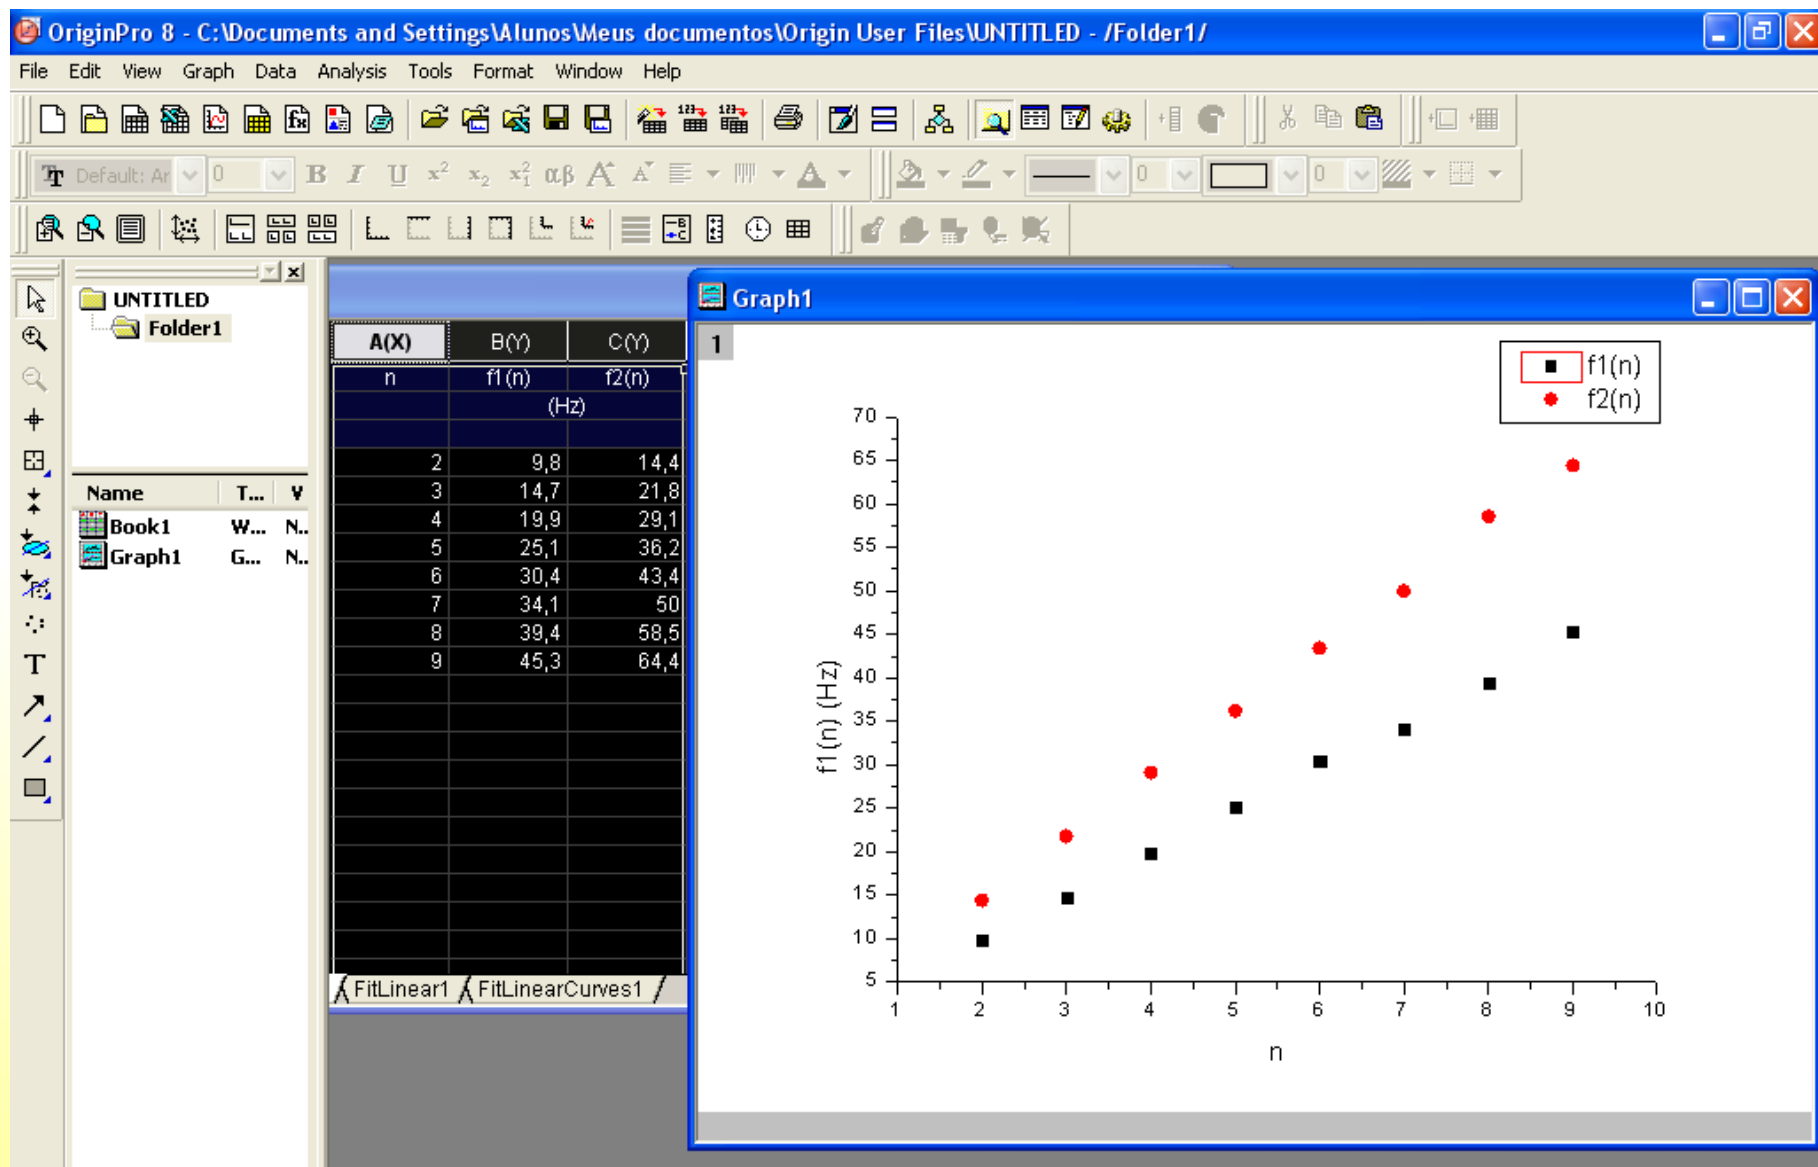 OriginPro 8 - C:\Documents and Settings\Alunos\Meus documentos\Origin User Files\UNTITLED - /Folder1/
File Edit View Graph Data Analysis Tools Format Window Help
Default: Ar 0 B I U x² x₂ αβ A A A 0 0
UNTITLED
Folder1
Name T... V
Book1 W... N..
Graph1 G... N..
A(X) B(Y) C(Y)
n f1(n) f2(n)
(Hz)
2 9,8 14,4
3 14,7 21,8
4 19,9 29,1
5 25,1 36,2
6 30,4 43,4
7 34,1 50
8 39,4 58,5
9 45,3 64,4
FitLinear1 FitLinearCurves1
Graph1
1
f1(n)
f2(n)
70
65
60
55
50
45
40
35
30
25
20
15
10
5
f1(n) (Hz)
1 2 3 4 5 6 7 8 9 10
n